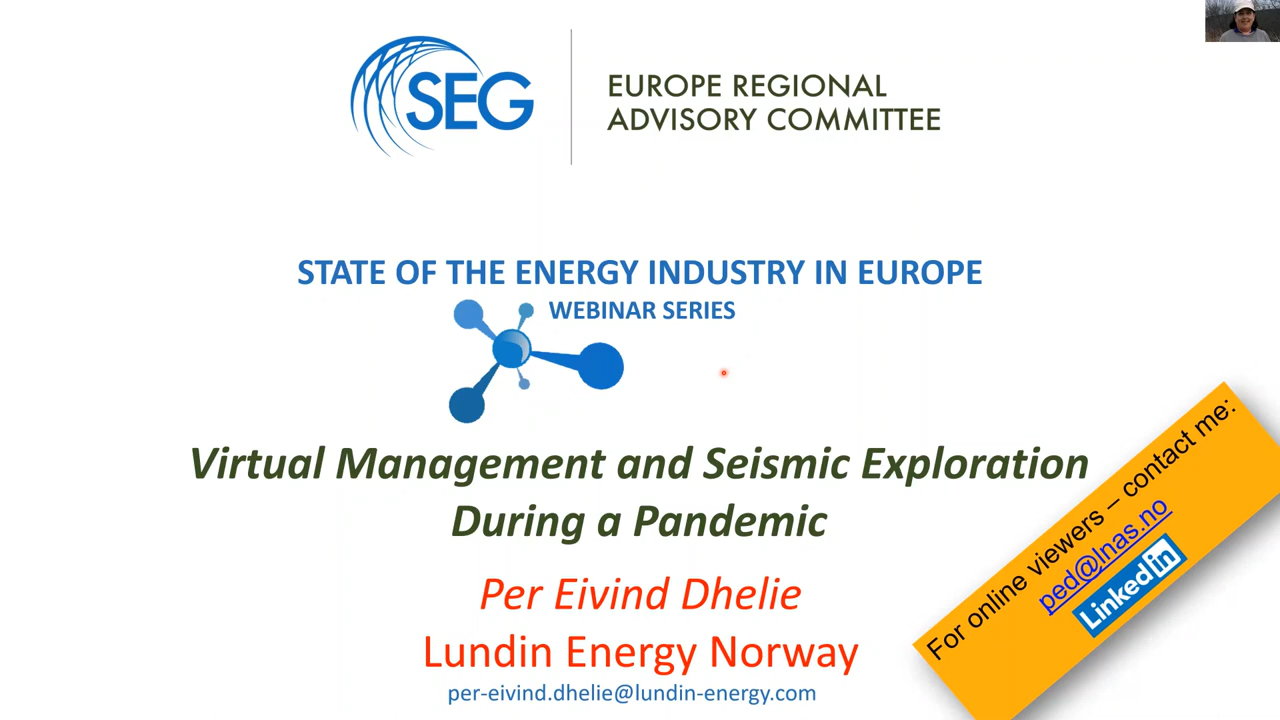 SEG
EUROPE REGIONAL
ADVISORY COMMITTEE
STATE OF THE ENERGY INDUSTRY IN EUROPE
WEBINAR SERIES
Virtual Management and Seismic Exploration
During a Pandemic
Per Eivind Dhelie
Lundin Energy Norway
per-eivind.dhelie@lundin-energy.com
For online viewers – contact me:
ped@lnas.no
LinkedIn